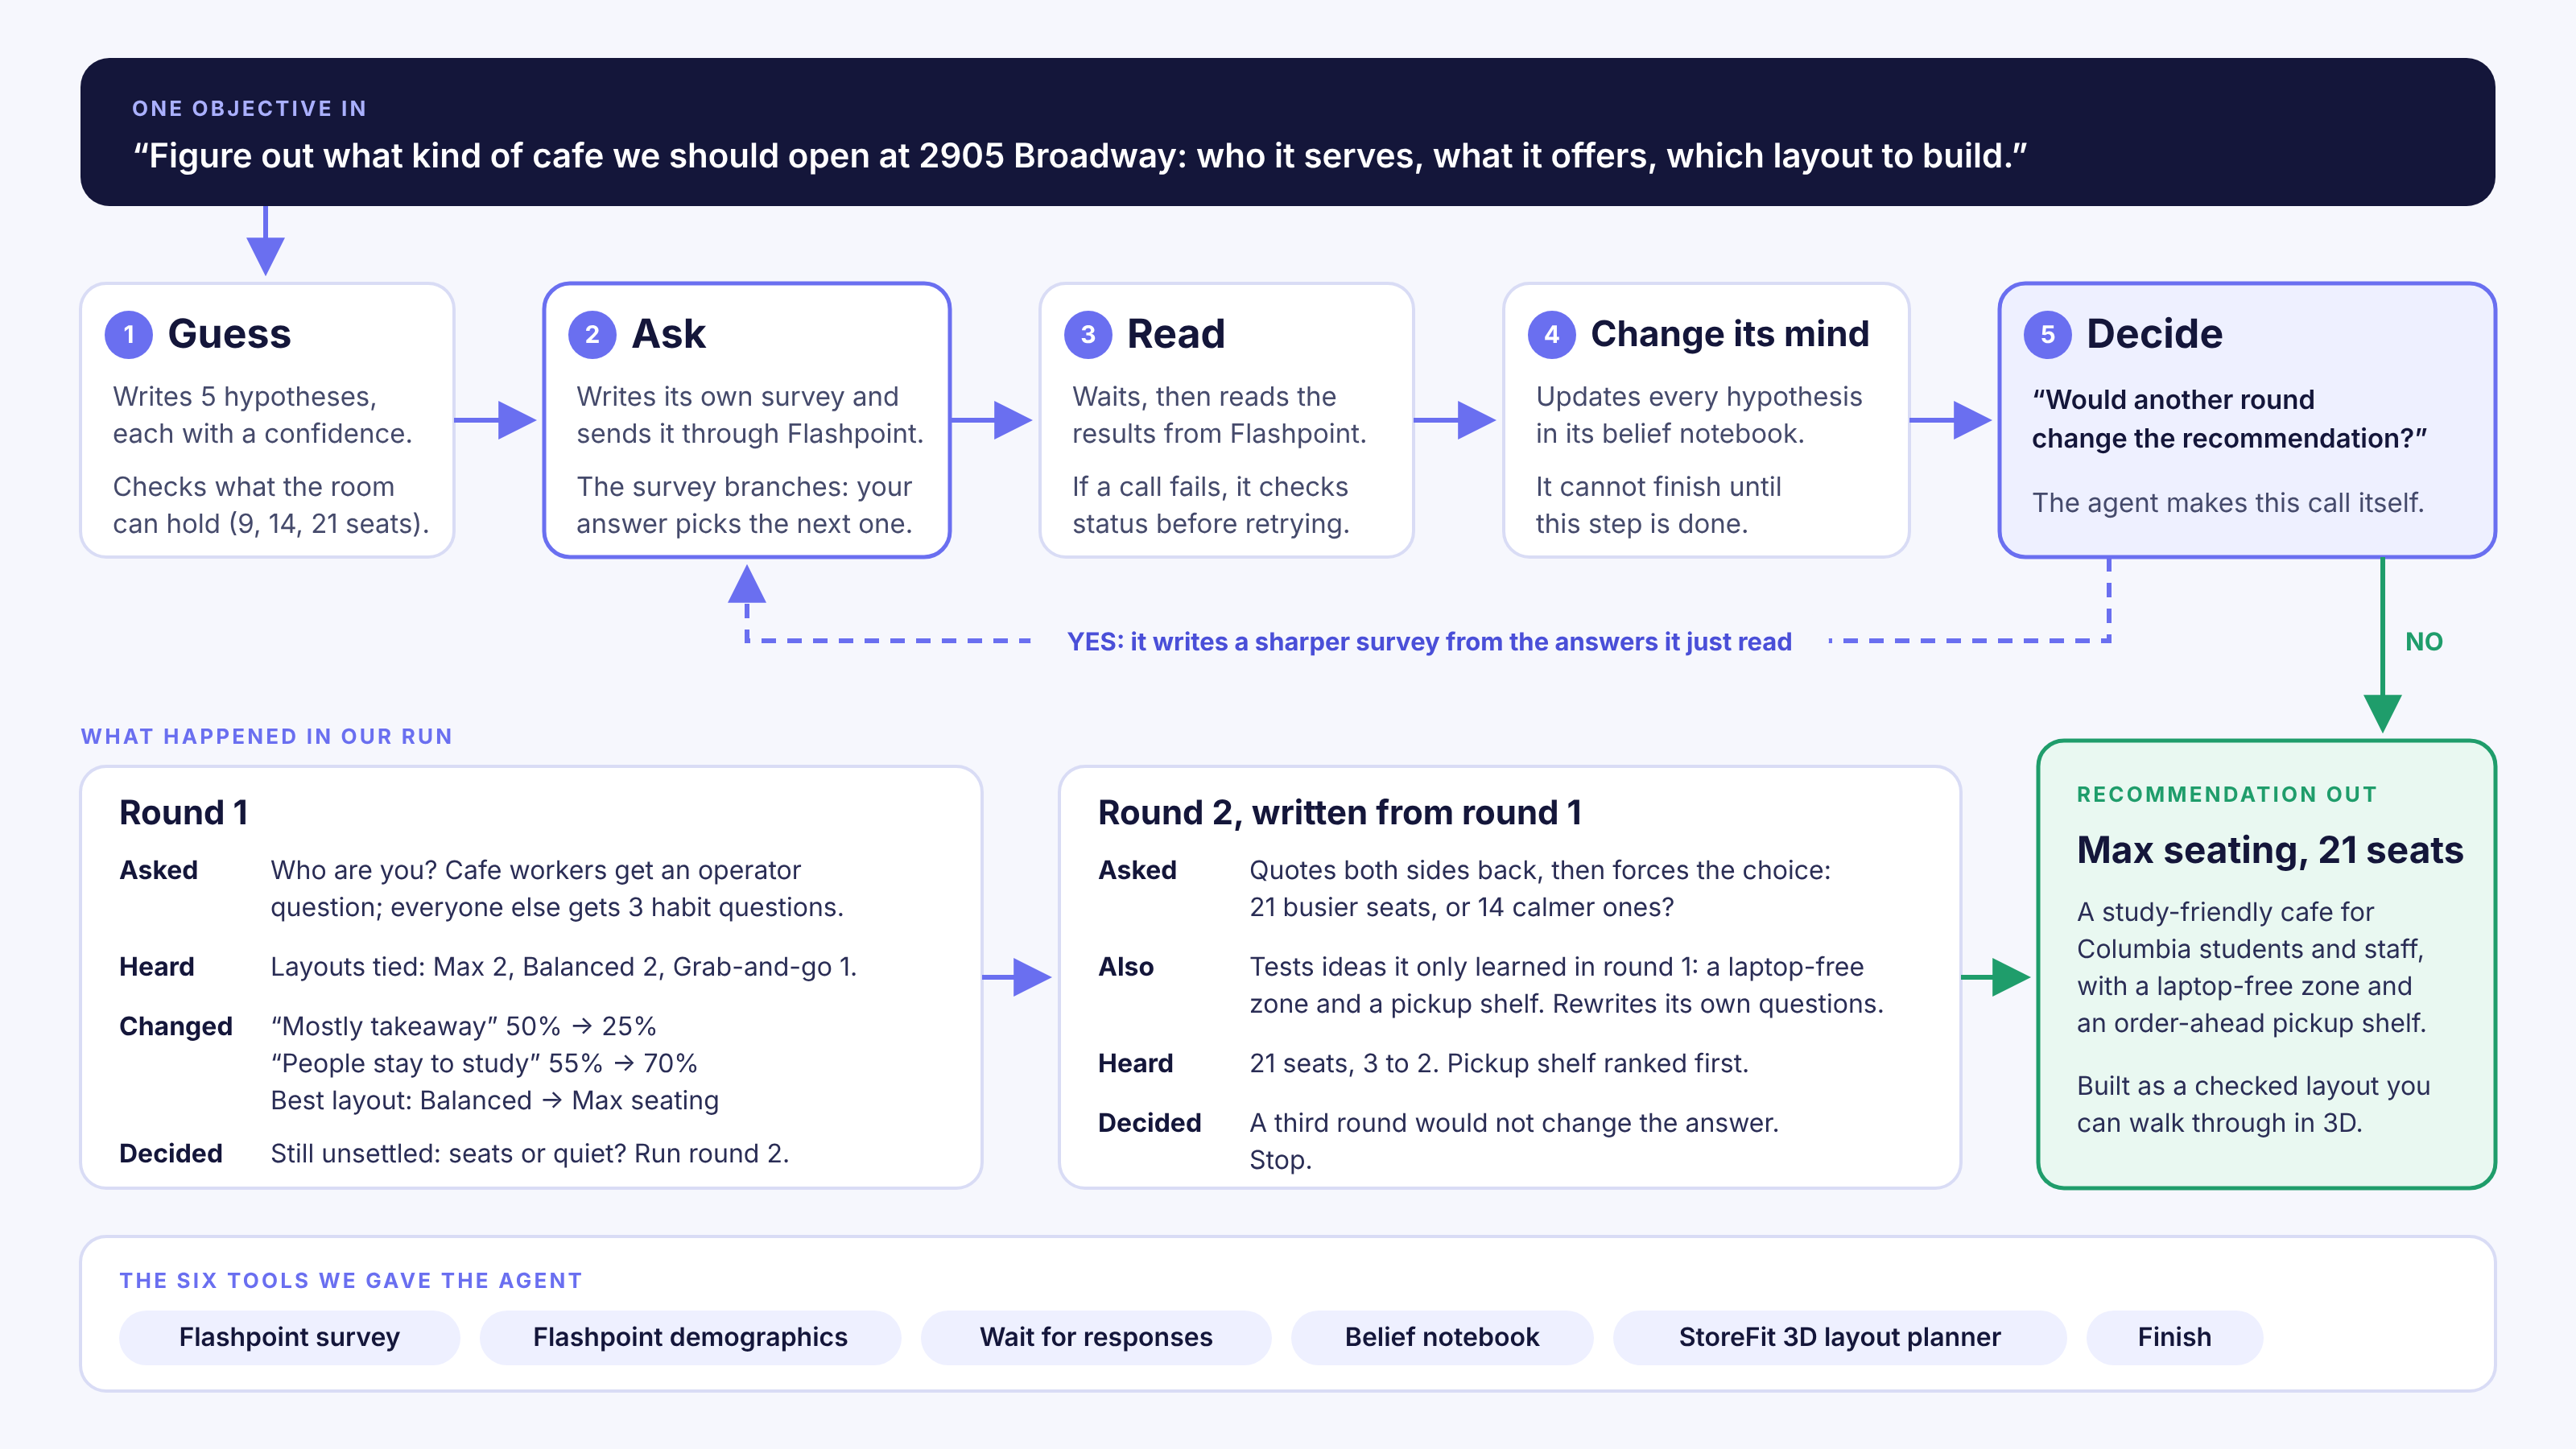 ONE OBJECTIVE IN
“Figure out what kind of cafe we should open at 2905 Broadway: who it serves, what it offers, which layout to build.”
1 Guess
Writes 5 hypotheses,
each with a confidence.
Checks what the room
can hold (9, 14, 21 seats).
2 Ask
Writes its own survey and
sends it through Flashpoint.
The survey branches: your
answer picks the next one.
3 Read
Waits, then reads the
results from Flashpoint.
If a call fails, it checks
status before retrying.
4 Change its mind
Updates every hypothesis
in its belief notebook.
It cannot finish until
this step is done.
5 Decide
“Would another round
change the recommendation?”
The agent makes this call itself.
YES: it writes a sharper survey from the answers it just read
NO
WHAT HAPPENED IN OUR RUN
Round 1
Asked Who are you? Cafe workers get an operator
question; everyone else gets 3 habit questions.
Heard Layouts tied: Max 2, Balanced 2, Grab-and-go 1.
Changed “Mostly takeaway” 50% → 25%
“People stay to study” 55% → 70%
Best layout: Balanced → Max seating
Decided Still unsettled: seats or quiet? Run round 2.
Round 2, written from round 1
Asked Quotes both sides back, then forces the choice:
21 busier seats, or 14 calmer ones?
Also Tests ideas it only learned in round 1: a laptop-free
zone and a pickup shelf. Rewrites its own questions.
Heard 21 seats, 3 to 2. Pickup shelf ranked first.
Decided A third round would not change the answer.
Stop.
RECOMMENDATION OUT
Max seating, 21 seats
A study-friendly cafe for
Columbia students and staff,
with a laptop-free zone and
an order-ahead pickup shelf.
Built as a checked layout you
can walk through in 3D.
THE SIX TOOLS WE GAVE THE AGENT
Flashpoint survey Flashpoint demographics Wait for responses Belief notebook StoreFit 3D layout planner Finish